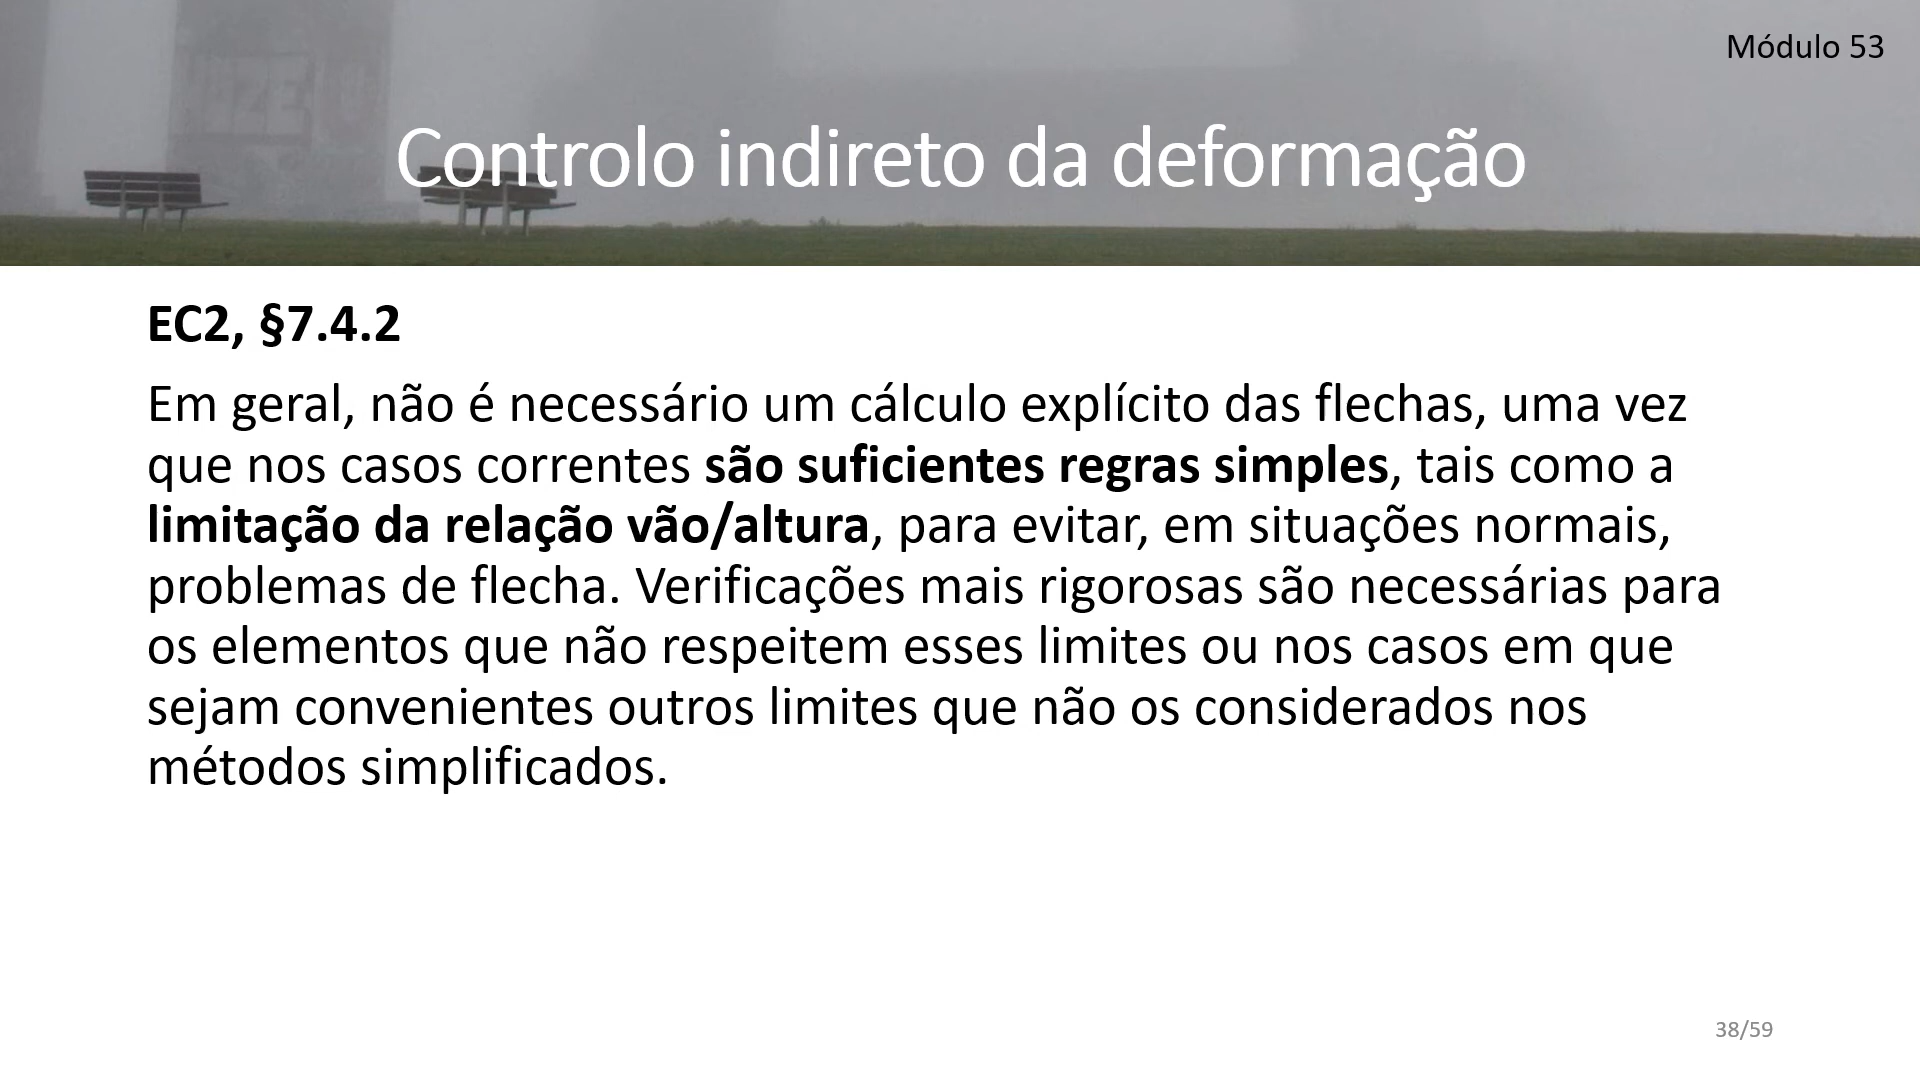 Módulo 53
Controlo indireto da deformação
EC2, §7.4.2
Em geral, não é necessário um cálculo explícito das flechas, uma vez
que nos casos correntes são suficientes regras simples, tais como a
limitação da relação vão/altura, para evitar, em situações normais,
problemas de flecha. Verificações mais rigorosas são necessárias para
os elementos que não respeitem esses limites ou nos casos em que
sejam convenientes outros limites que não os considerados nos
métodos simplificados.
38/59